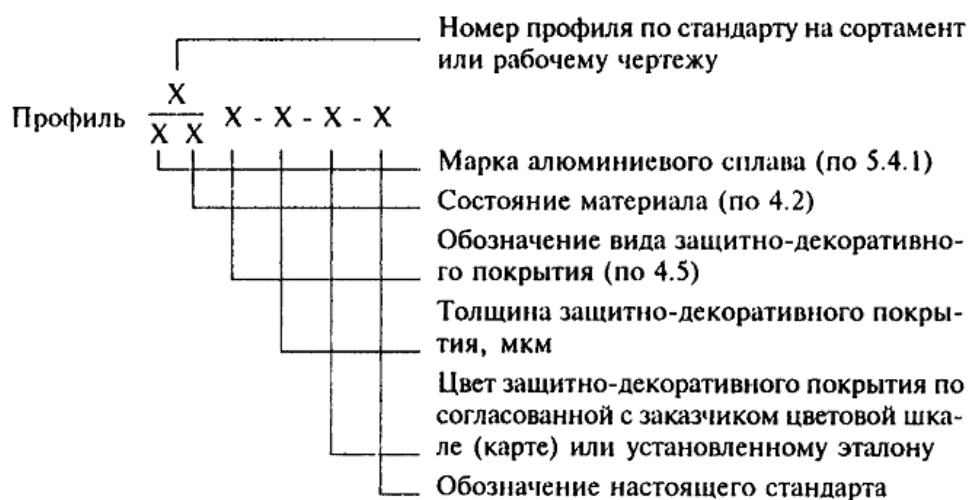 Номер профиля по стандарту на сортамент
или рабочему чертежу
Профиль X
X X X - X - X - X
Марка алюминиевого сплава (по 5.4.1)
Состояние материала (по 4.2)
Обозначение вида защитно-декоративно-
го покрытия (по 4.5)
Толщина защитно-декоративного покры-
тия, мкм
Цвет защитно-декоративного покрытия по
согласованной с заказчиком цветовой шка-
ле (карте) или установленному эталону
Обозначение настоящего стандарта